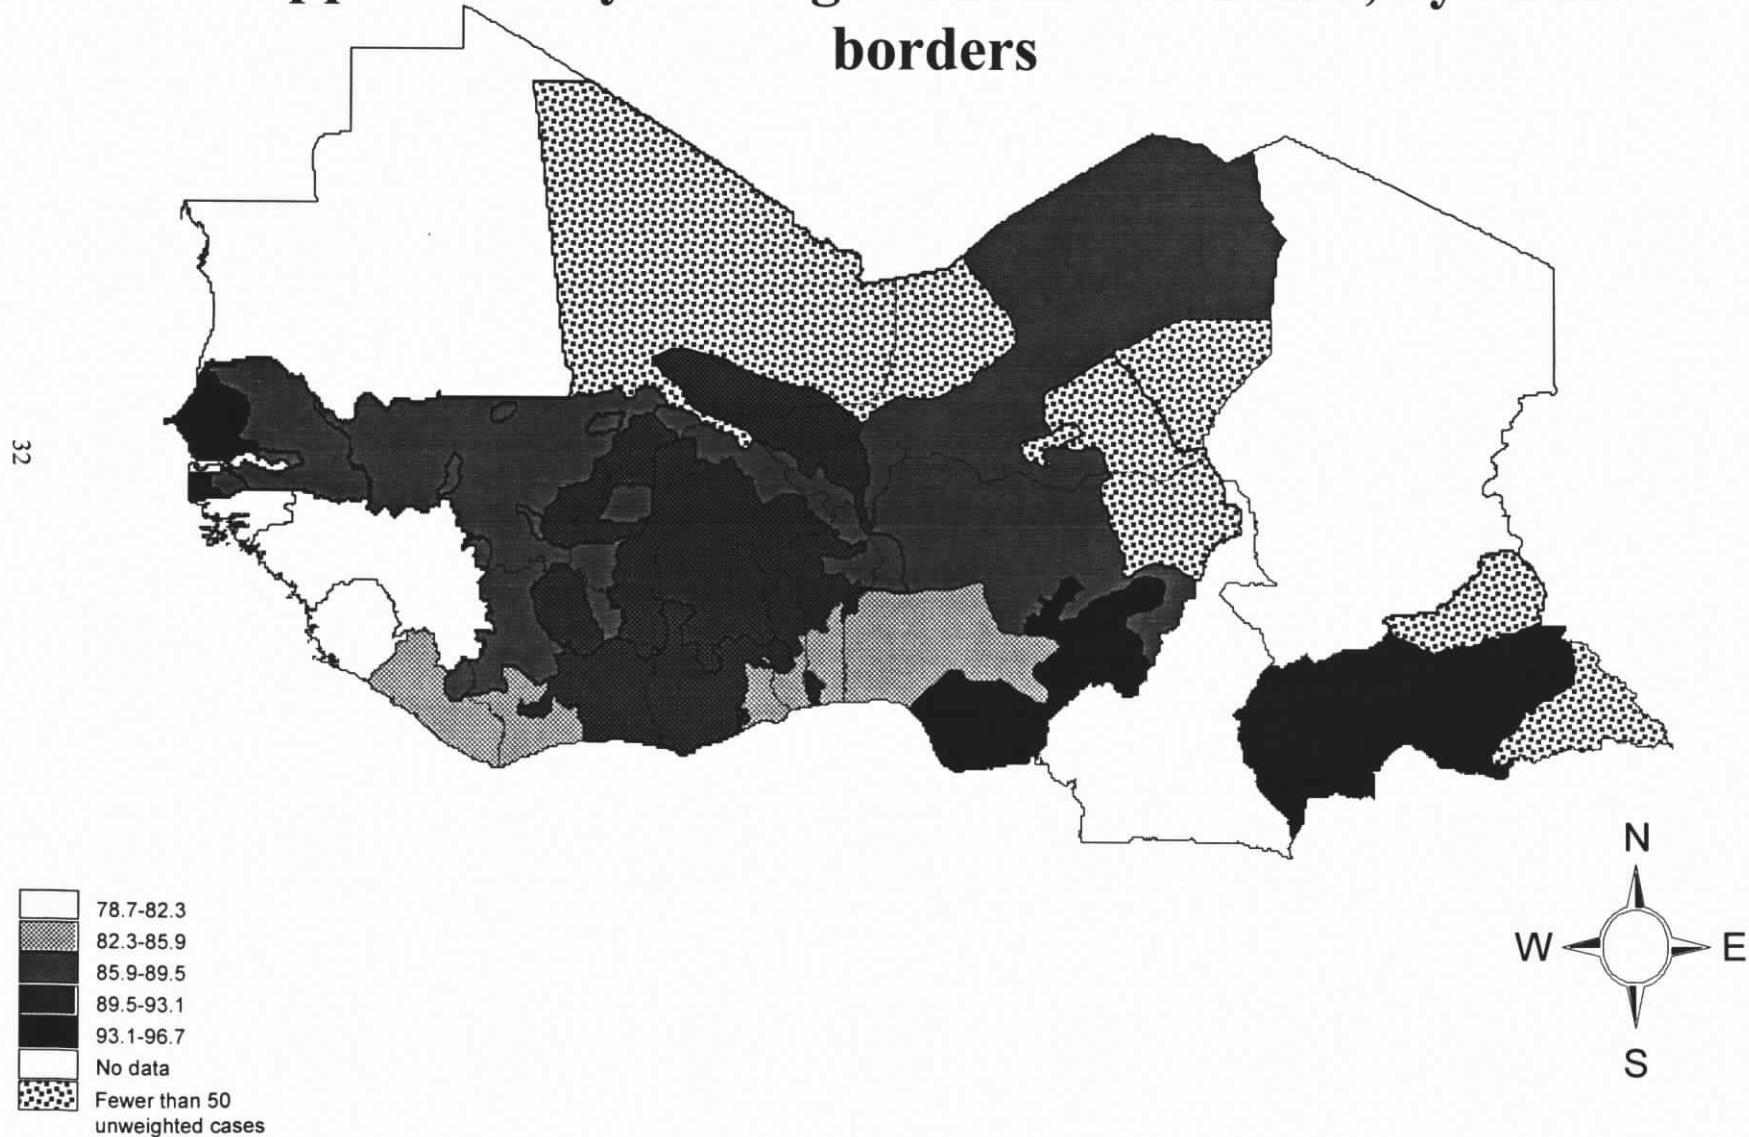 borders
32
78.7-82.3
82.3-85.9
85.9-89.5
89.5-93.1
93.1-96.7
No data
Fewer than 50
unweighted cases
N
W
E
S